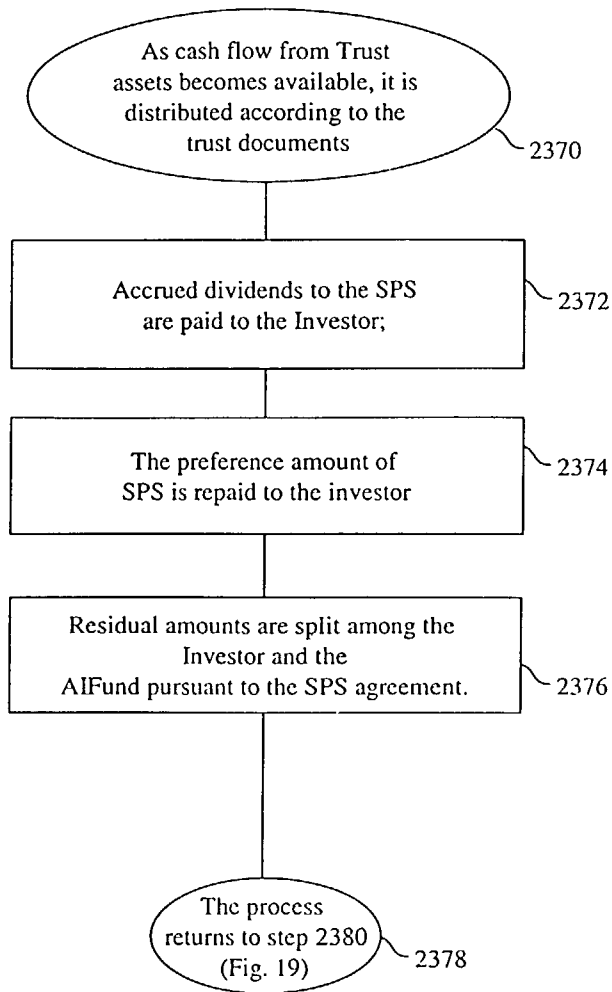 As cash flow from Trust
assets becomes available, it is
distributed according to the
trust documents
2370
Accrued dividends to the SPS
are paid to the Investor;
2372
The preference amount of
SPS is repaid to the investor
2374
Residual amounts are split among the
Investor and the
AIFund pursuant to the SPS agreement.
2376
The process
returns to step 2380
(Fig. 19)
2378